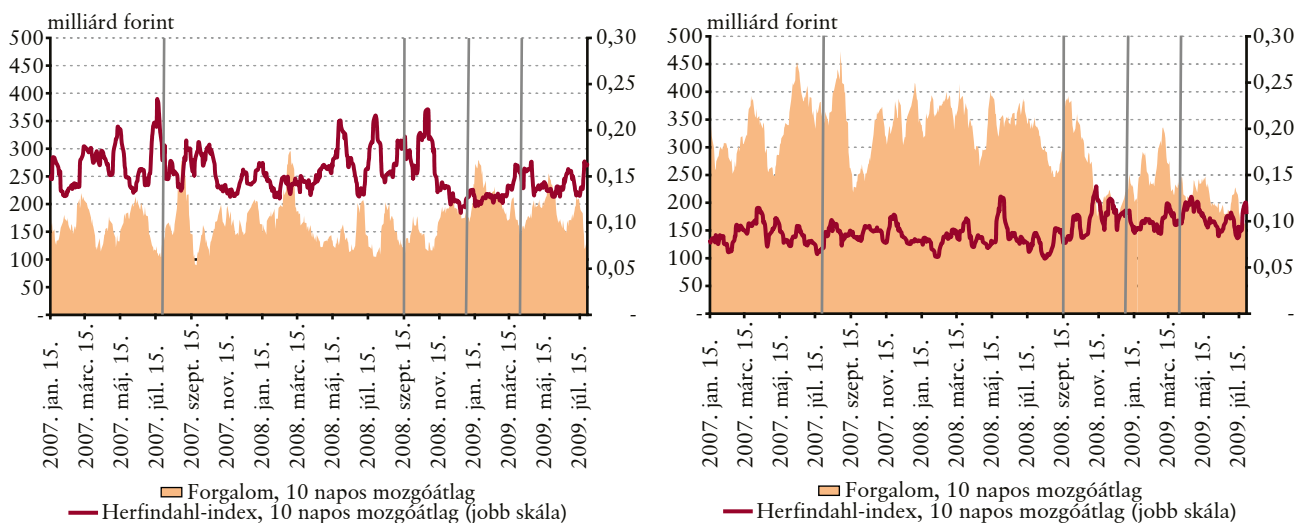 milliárd forint
500
450
400
350
300
250
200
150
100
50
-
0,30
0,25
0,20
0,15
0,10
0,05
-
2007. jan. 15.
2007. márc. 15.
2007. máj. 15.
2007. júl. 15.
2007. szept. 15.
2007. nov. 15.
2008. jan. 15.
2008. márc. 15.
2008. máj. 15.
2008. júl. 15.
2008. szept. 15.
2008. nov. 15.
2009. jan. 15.
2009. márc. 15.
2009. máj. 15.
2009. júl. 15.
Forgalom, 10 napos mozgóátlag
Herfindahl-index, 10 napos mozgóátlag (jobb skála)
milliárd forint
500
450
400
350
300
250
200
150
100
50
-
0,30
0,25
0,20
0,15
0,10
0,05
-
2007. jan. 15.
2007. márc. 15.
2007. máj. 15.
2007. júl. 15.
2007. szept. 15.
2007. nov. 15.
2008. jan. 15.
2008. márc. 15.
2008. máj. 15.
2008. júl. 15.
2008. szept. 15.
2008. nov. 15.
2009. jan. 15.
2009. márc. 15.
2009. máj. 15.
2009. júl. 15.
Forgalom, 10 napos mozgóátlag
Herfindahl-index, 10 napos mozgóátlag (jobb skála)